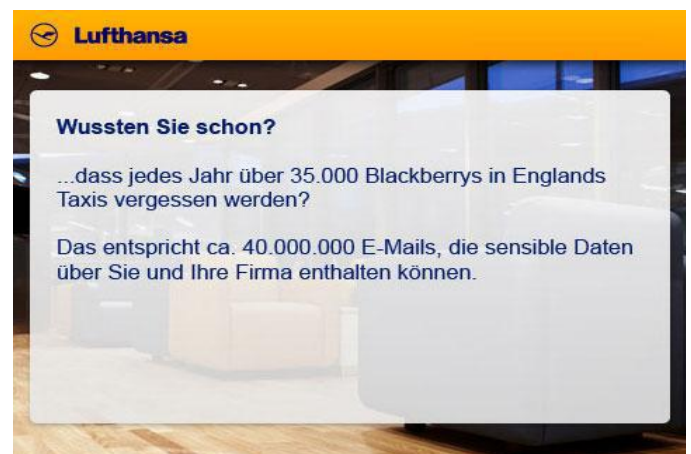 Lufthansa
Wussten Sie schon?
...dass jedes Jahr über 35.000 Blackberrys in Englands
Taxis vergessen werden?
Das entspricht ca. 40.000.000 E-Mails, die sensible Daten
über Sie und Ihre Firma enthalten können.